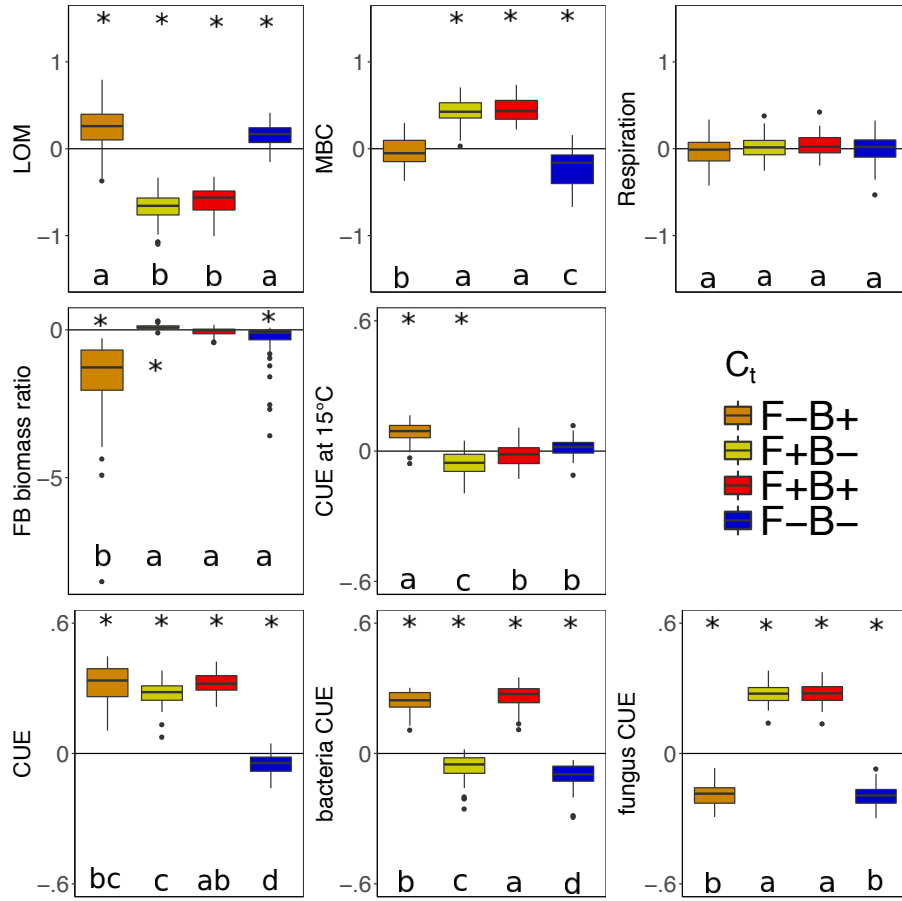 * * * *
1
LOM
0
−1
a b b a
* * *
1
MBC
0
−1
b a a c
1
Respiration
0
−1
a a a a
* * *
0
FB biomass ratio
−5
b a a a
.6
* *
CUE at 15°C
0
−.6
a c b b
Ct
F−B+
F+B−
F+B+
F−B−
.6
* * * *
CUE
0
−.6
bc c ab d
.6
* * * *
bacteria CUE
0
−.6
b c a d
.6
* * * *
fungus CUE
0
−.6
b a a b